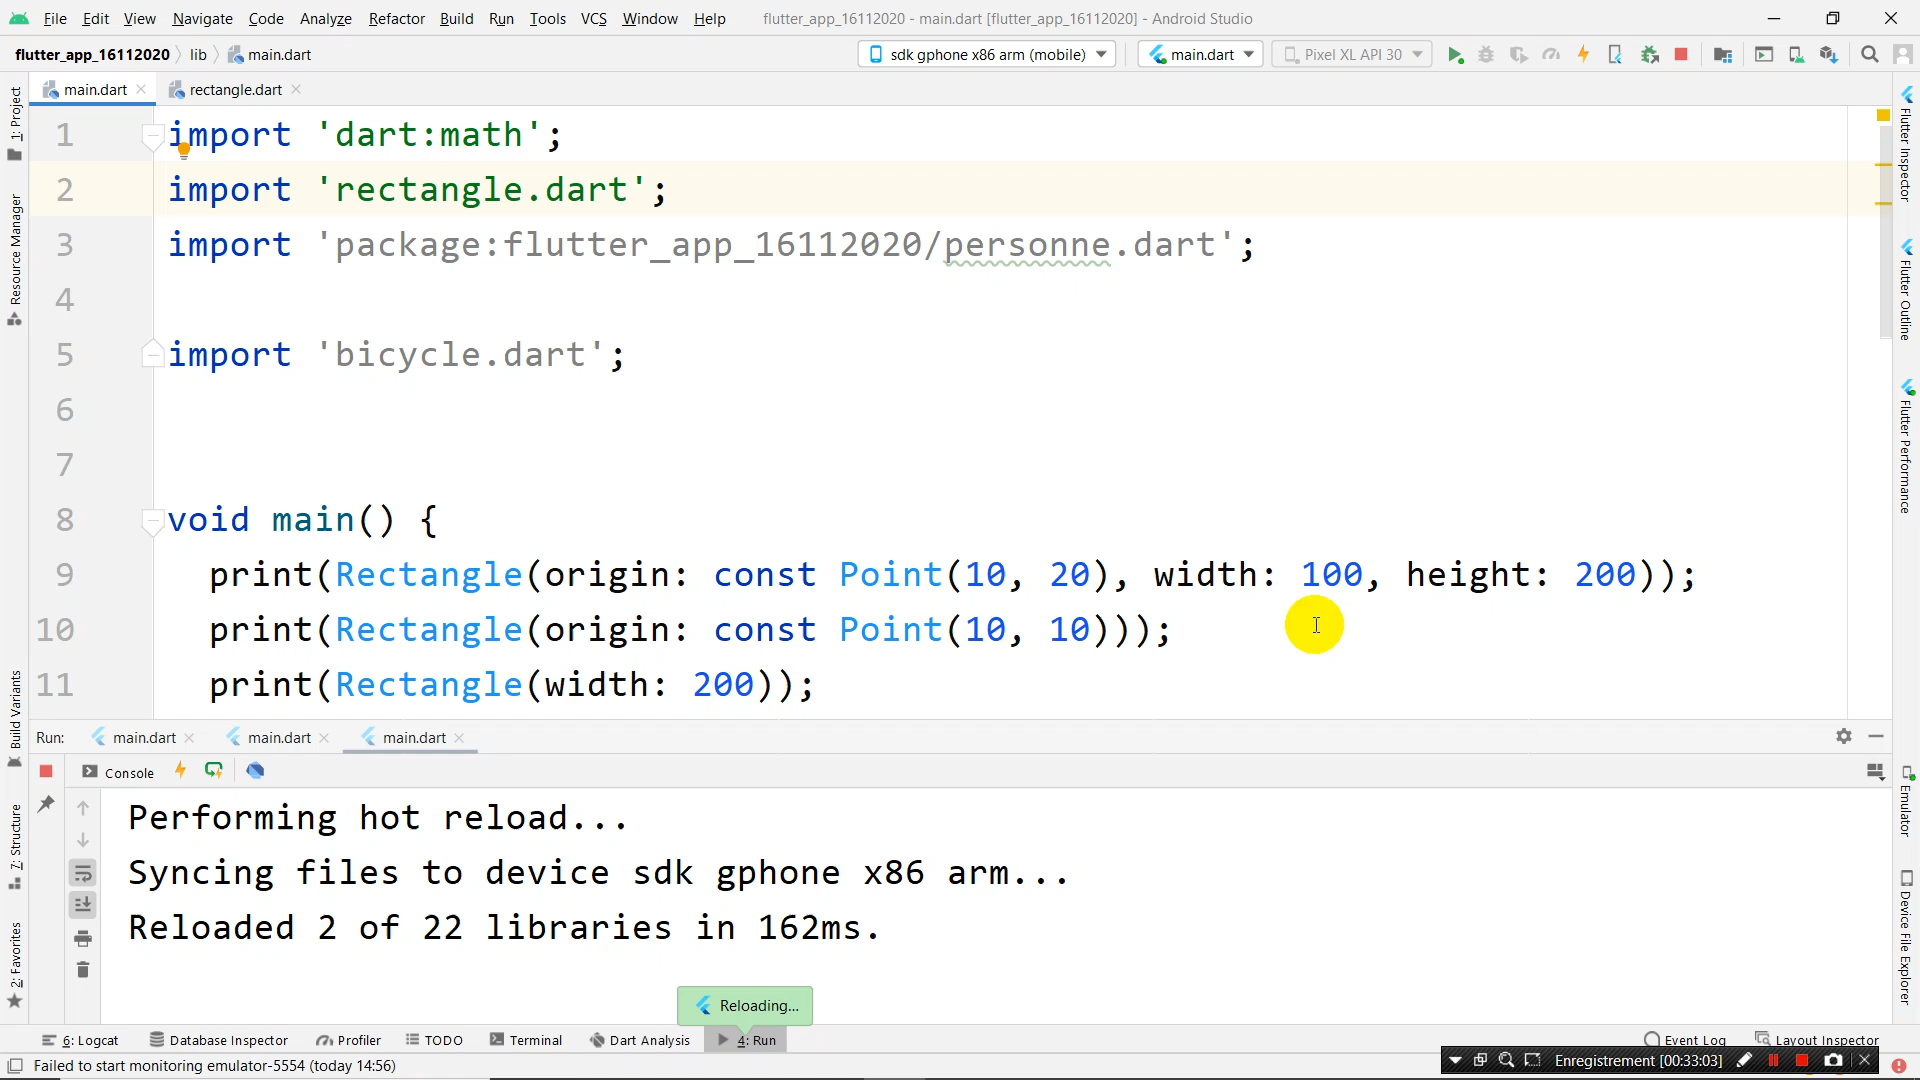 File Edit View Navigate Code Analyze Refactor Build Run Tools VCS Window Help flutter_app_16112020 - main.dart [flutter_app_16112020] - Android Studio
flutter_app_16112020 lib main.dart sdk gphone x86 arm (mobile) main.dart Pixel XL API 30
main.dart rectangle.dart
1 import 'dart:math';
2 import 'rectangle.dart';
3 import 'package:flutter_app_16112020/personne.dart';
4
5 import 'bicycle.dart';
6
7
8 void main() {
9 print(Rectangle(origin: const Point(10, 20), width: 100, height: 200));
10 print(Rectangle(origin: const Point(10, 10)));
11 print(Rectangle(width: 200));
1: Project
Resource Manager
Build Variants
7: Structure
2: Favorites
Flutter Inspector
Flutter Outline
Flutter Performance
Emulator
Device File Explorer
Run: main.dart main.dart main.dart
Console
Performing hot reload...
Syncing files to device sdk gphone x86 arm...
Reloaded 2 of 22 libraries in 162ms.
Reloading...
6: Logcat Database Inspector Profiler TODO Terminal Dart Analysis 4: Run Event Log Layout Inspector
Failed to start monitoring emulator-5554 (today 14:56)
Enregistrement [00:33:03]